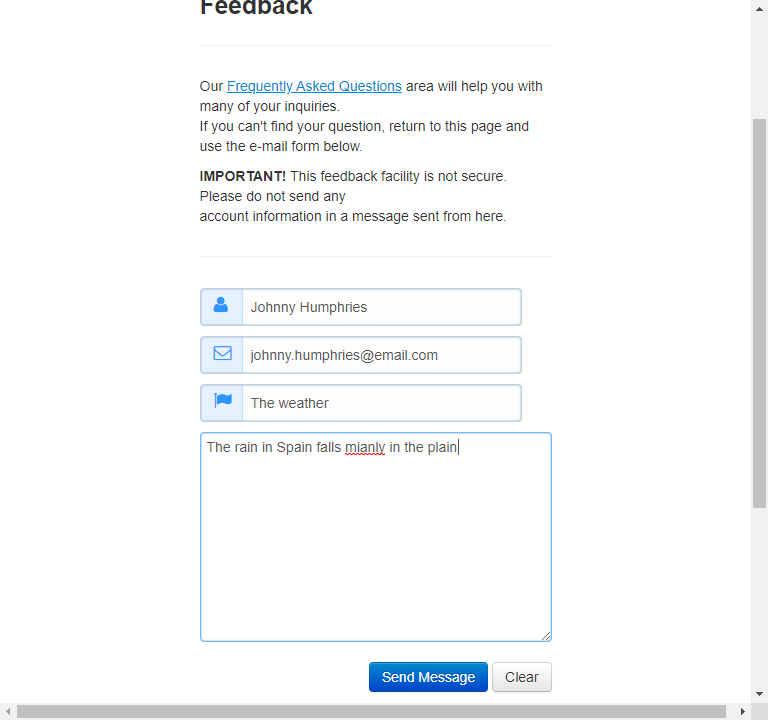 Feedback
Our Frequently Asked Questions area will help you with
many of your inquiries.
If you can't find your question, return to this page and
use the e-mail form below.
IMPORTANT! This feedback facility is not secure.
Please do not send any
account information in a message sent from here.
Johnny Humphries
johnny.humphries@email.com
The weather
The rain in Spain falls mianly in the plain
Send Message Clear